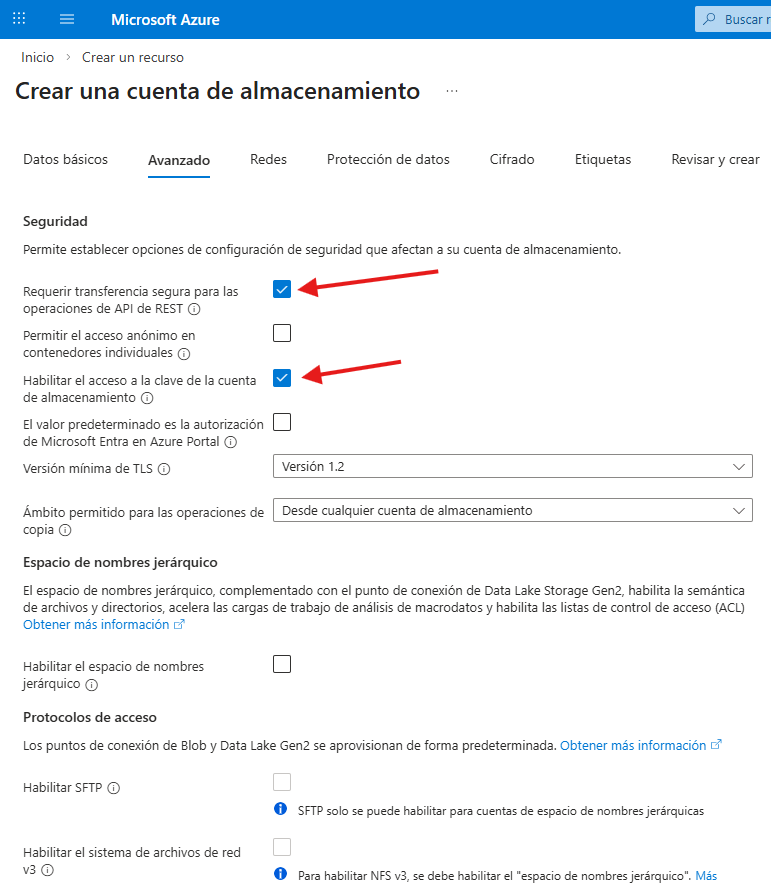 Microsoft Azure
Buscar r
Inicio > Crear un recurso
Crear una cuenta de almacenamiento ...
Datos básicos Avanzado Redes Protección de datos Cifrado Etiquetas Revisar y crear
Seguridad
Permite establecer opciones de configuración de seguridad que afectan a su cuenta de almacenamiento.
Requerir transferencia segura para las
operaciones de API de REST
Permitir el acceso anónimo en
contenedores individuales
Habilitar el acceso a la clave de la cuenta
de almacenamiento
El valor predeterminado es la autorización
de Microsoft Entra en Azure Portal
Versión mínima de TLS
Versión 1.2
Ámbito permitido para las operaciones de
copia
Desde cualquier cuenta de almacenamiento
Espacio de nombres jerárquico
El espacio de nombres jerárquico, complementado con el punto de conexión de Data Lake Storage Gen2, habilita la semántica
de archivos y directorios, acelera las cargas de trabajo de análisis de macrodatos y habilita las listas de control de acceso (ACL)
Obtener más información
Habilitar el espacio de nombres
jerárquico
Protocolos de acceso
Los puntos de conexión de Blob y Data Lake Gen2 se aprovisionan de forma predeterminada. Obtener más información
Habilitar SFTP
SFTP solo se puede habilitar para cuentas de espacio de nombres jerárquicas
Habilitar el sistema de archivos de red
v3
Para habilitar NFS v3, se debe habilitar el "espacio de nombres jerárquico". Más